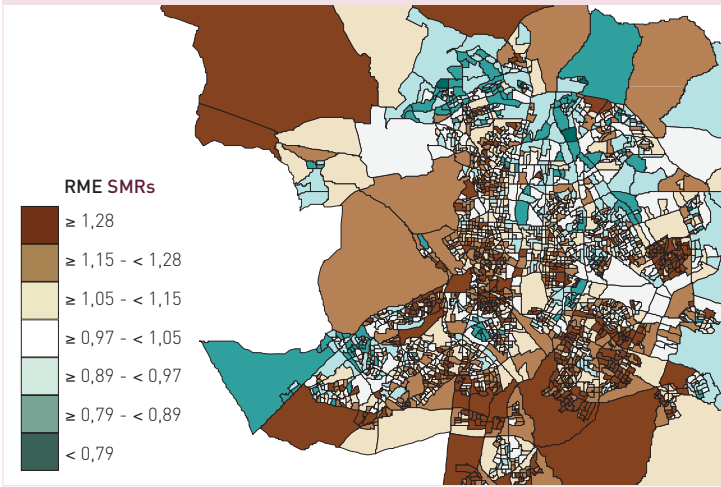 RME SMRs
≥ 1,28
≥ 1,15 - < 1,28
≥ 1,05 - < 1,15
≥ 0,97 - < 1,05
≥ 0,89 - < 0,97
≥ 0,79 - < 0,89
< 0,79